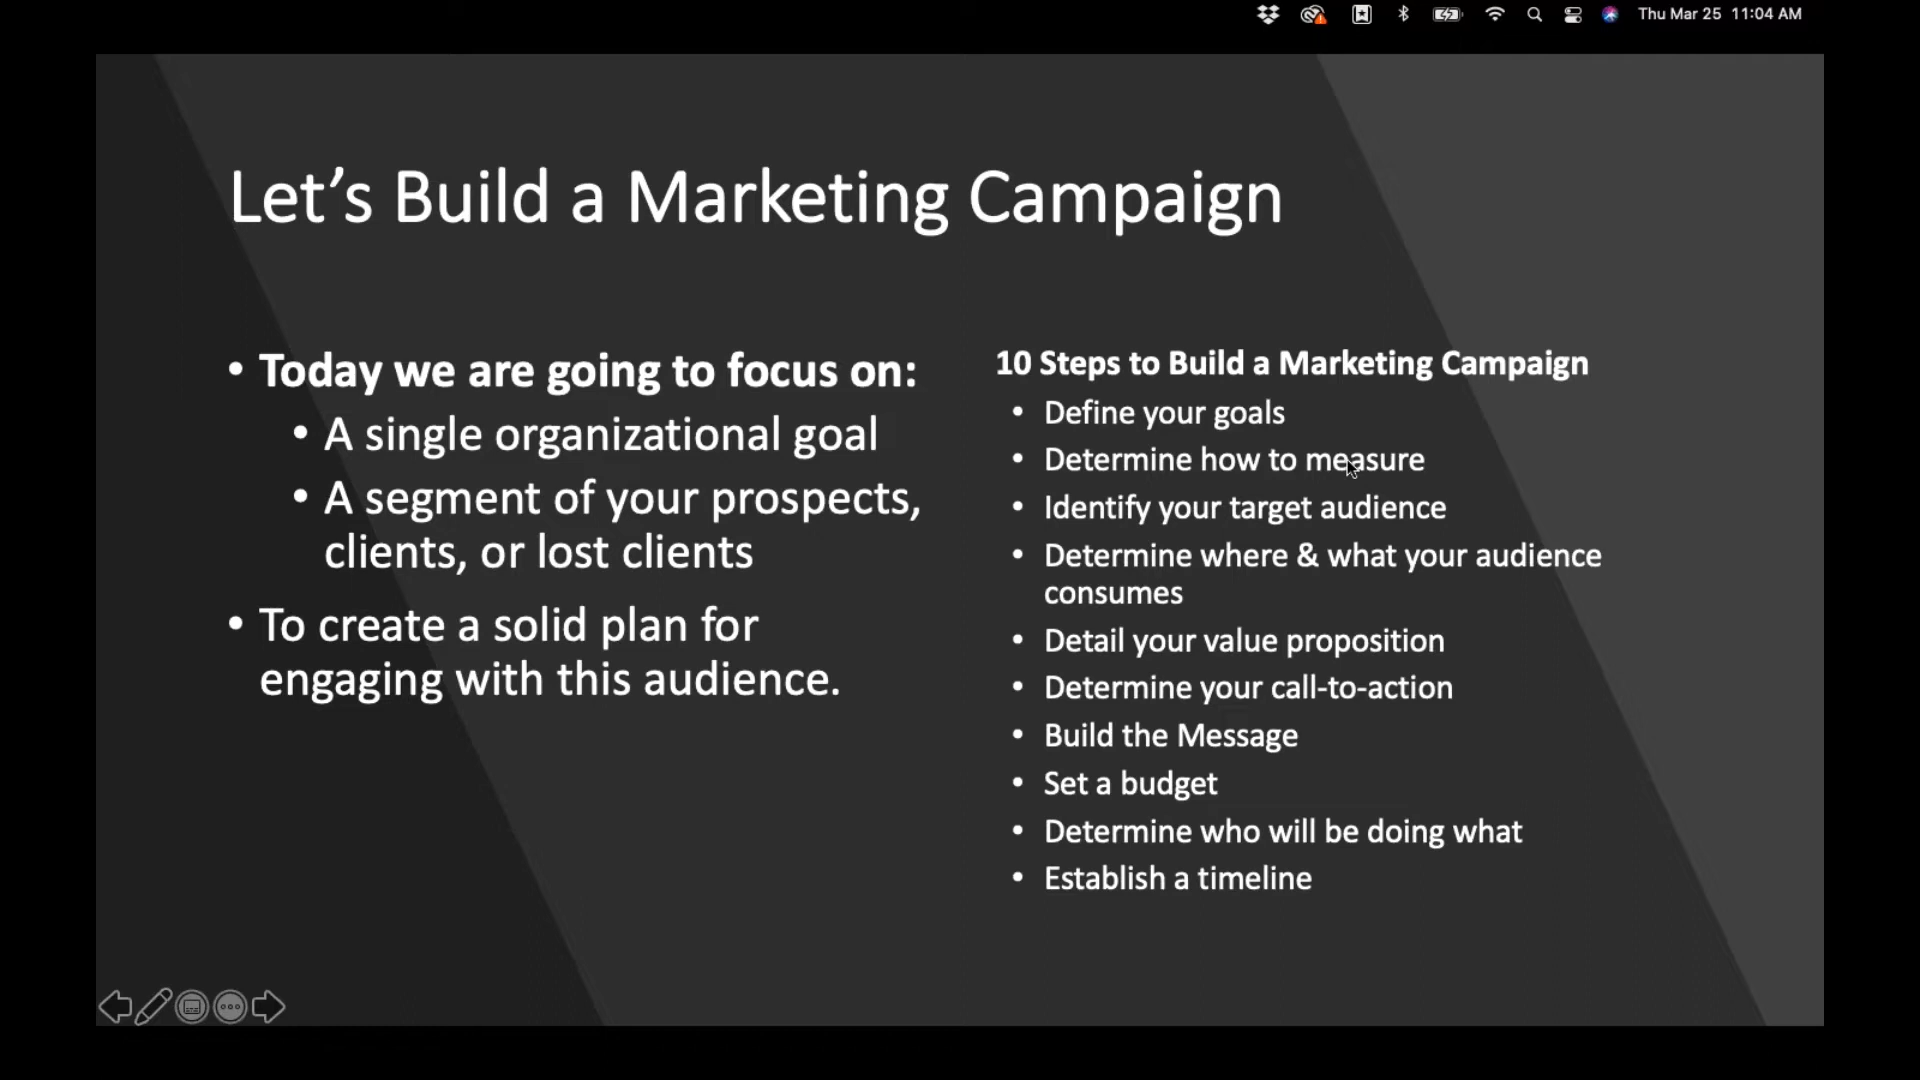 Thu Mar 25 11:04 AM
Let’s Build a Marketing Campaign
• Today we are going to focus on:
• A single organizational goal
• A segment of your prospects,
clients, or lost clients
• To create a solid plan for
engaging with this audience.
10 Steps to Build a Marketing Campaign
• Define your goals
• Determine how to measure
• Identify your target audience
• Determine where & what your audience
consumes
• Detail your value proposition
• Determine your call-to-action
• Build the Message
• Set a budget
• Determine who will be doing what
• Establish a timeline